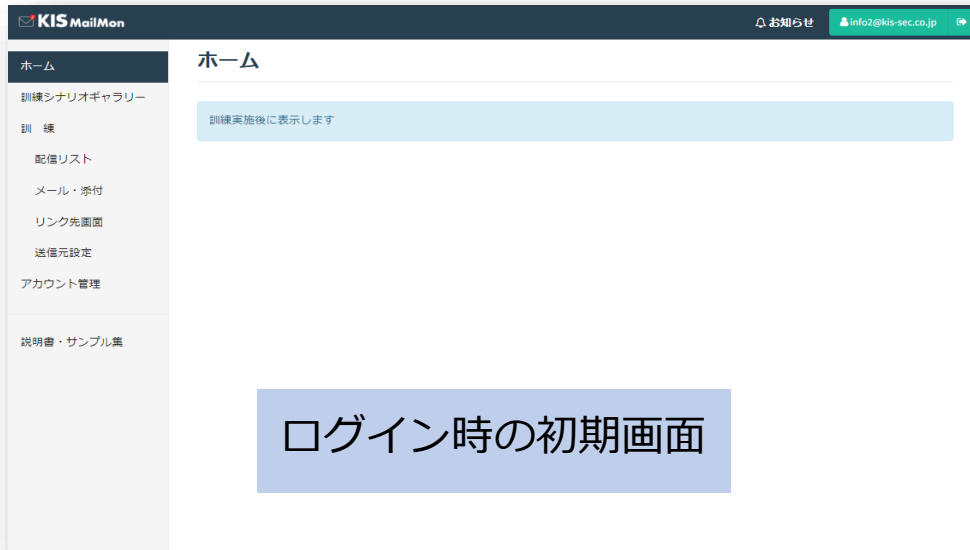 KIS MailMon
お知らせ
info2@kis-sec.co.jp
ホーム
訓練シナリオギャラリー
訓　練
配信リスト
メール・添付
リンク先画面
送信元設定
アカウント管理
説明書・サンプル集
ホーム
訓練実施後に表示します
ログイン時の初期画面